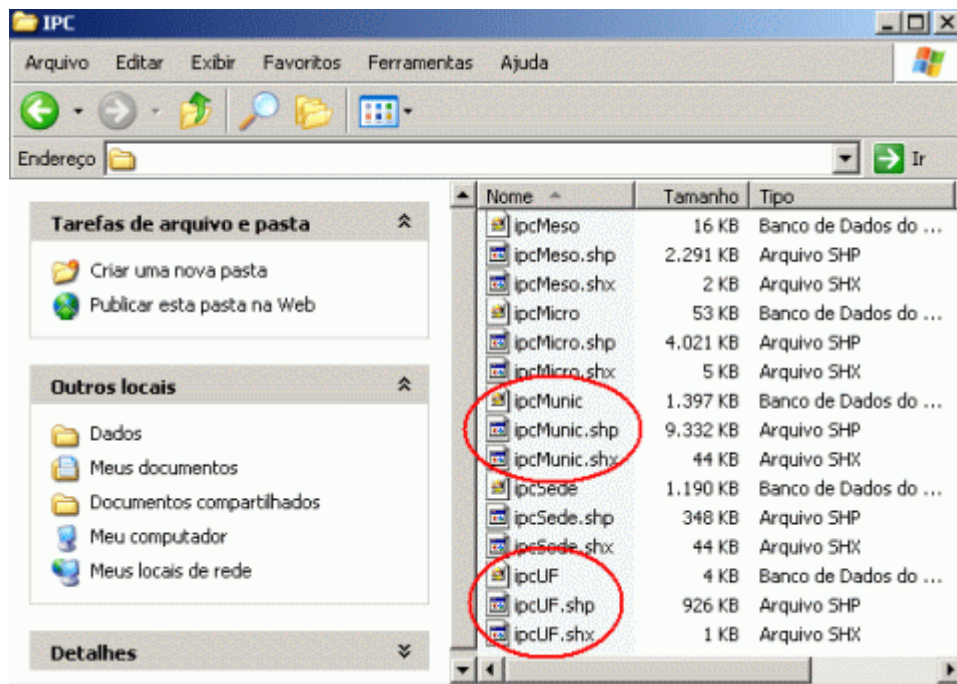 IPC
Arquivo Editar Exibir Favoritos Ferramentas Ajuda
Endereço Ir
Tarefas de arquivo e pasta
Criar uma nova pasta
Publicar esta pasta na Web
Outros locais
Dados
Meus documentos
Documentos compartilhados
Meu computador
Meus locais de rede
Detalhes
Nome Tamanho Tipo
ipcMeso 16 KB Banco de Dados do ...
ipcMeso.shp 2.291 KB Arquivo SHP
ipcMeso.shx 2 KB Arquivo SHX
ipcMicro 53 KB Banco de Dados do ...
ipcMicro.shp 4.021 KB Arquivo SHP
ipcMicro.shx 5 KB Arquivo SHX
ipcMunic 1.397 KB Banco de Dados do ...
ipcMunic.shp 9.332 KB Arquivo SHP
ipcMunic.shx 44 KB Arquivo SHX
ipcSede 1.190 KB Banco de Dados do ...
ipcSede.shp 348 KB Arquivo SHP
ipcSede.shx 44 KB Arquivo SHX
ipcUF 4 KB Banco de Dados do ...
ipcUF.shp 926 KB Arquivo SHP
ipcUF.shx 1 KB Arquivo SHX